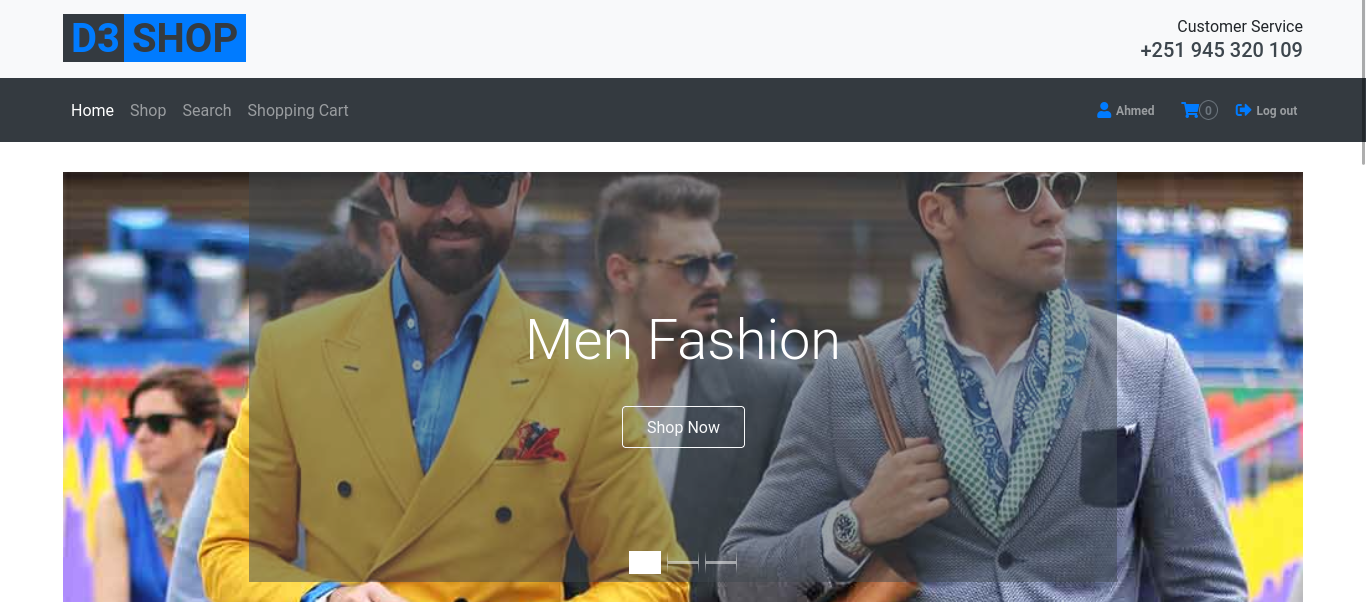 D3 SHOP
Customer Service
+251 945 320 109
Home Shop Search Shopping Cart
Ahmed 0 Log out
Men Fashion
Shop Now